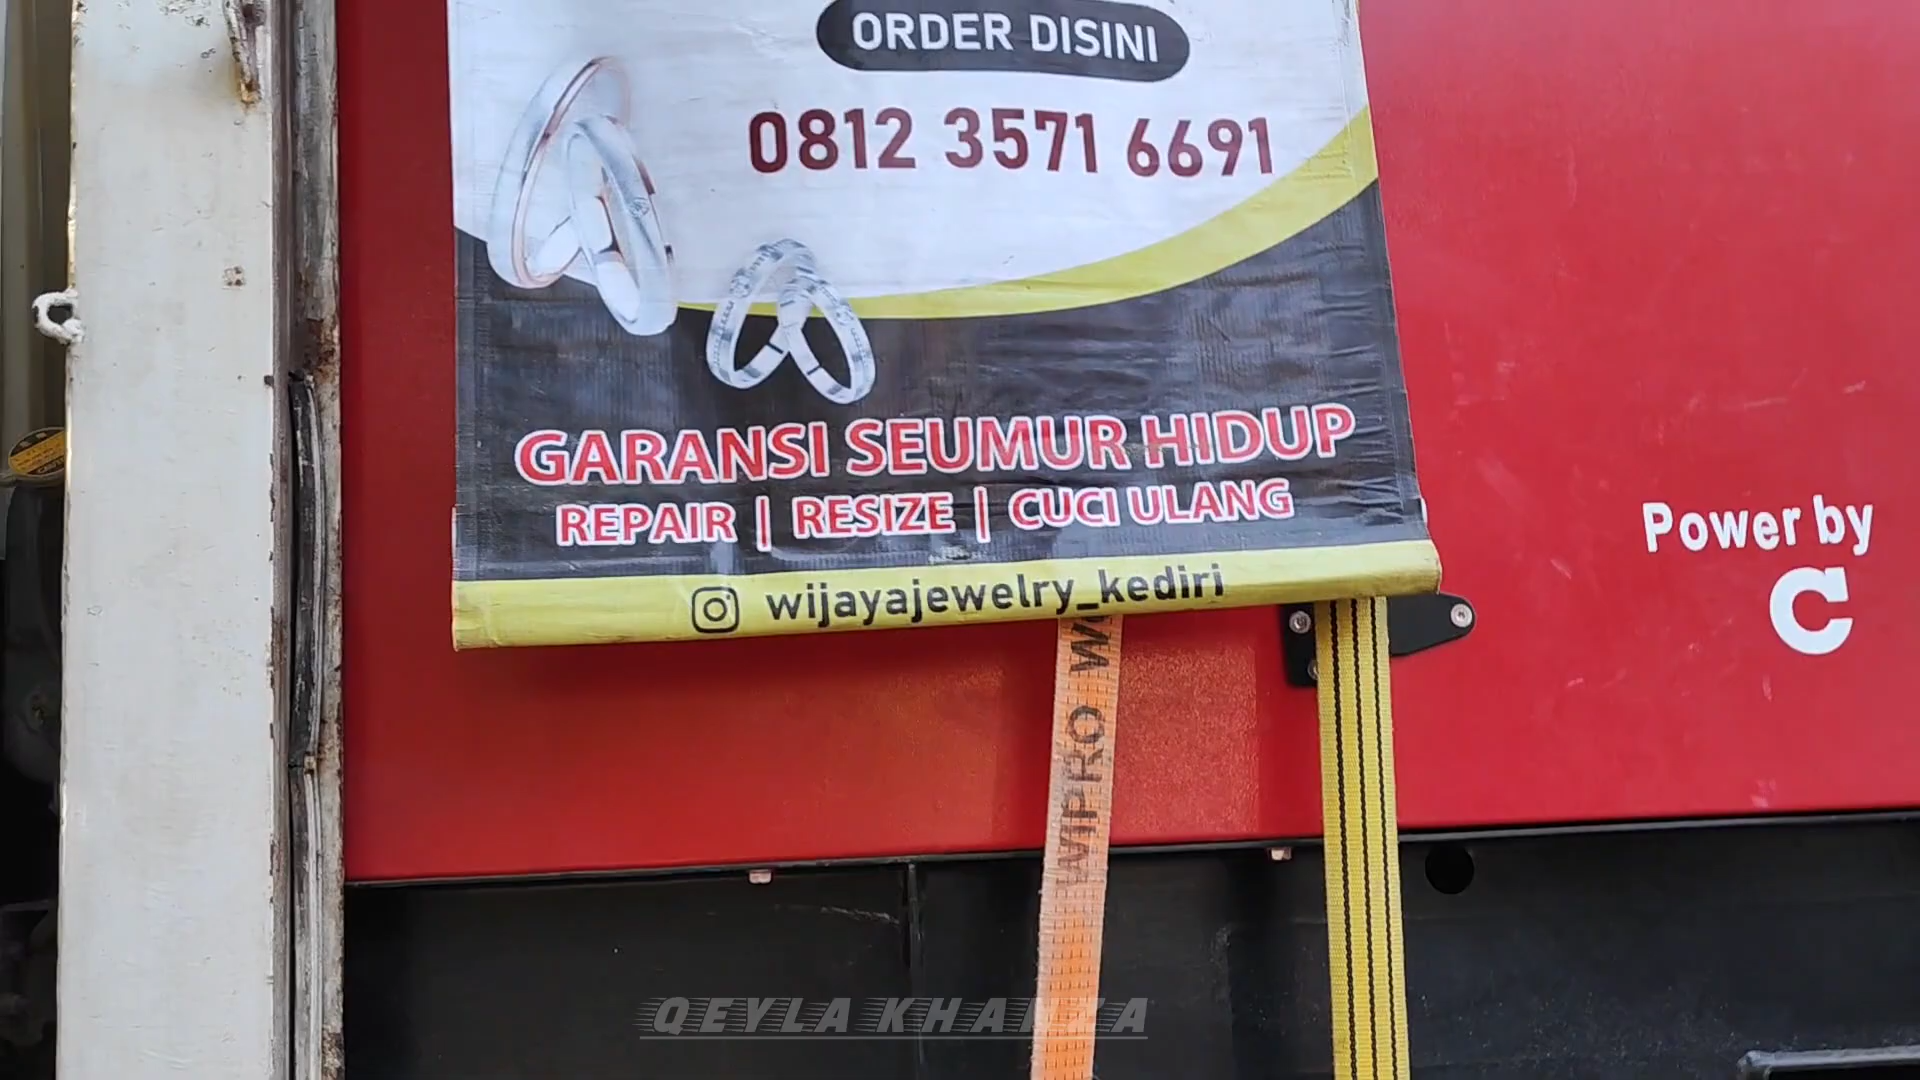 ORDER DISINI
0812 3571 6691
GARANSI SEUMUR HIDUP
REPAIR | RESIZE | CUCI ULANG
wijayajewelry_kediri
Power by
C
WIPRO
QEYLA KHANZA